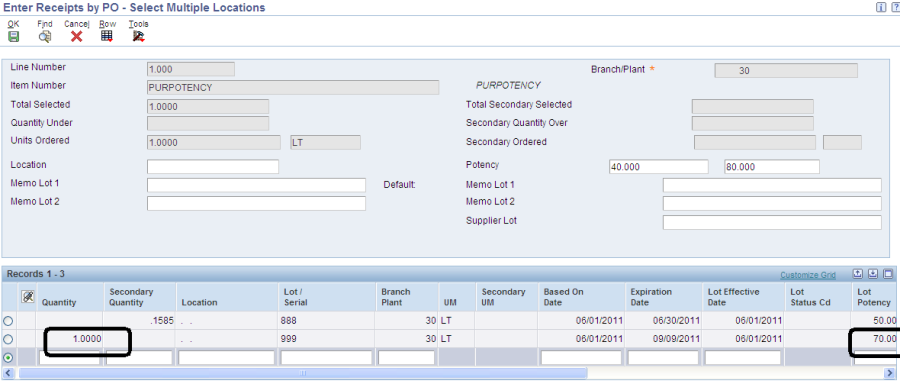 Enter Receipts by PO - Select Multiple Locations
OK Find Cancel Row Tools
Line Number 1.000 Branch/Plant * 30
Item Number PURPOTENCY PURPOTENCY
Total Selected 1.0000 Total Secondary Selected
Quantity Under Secondary Quantity Over
Units Ordered 1.0000 LT Secondary Ordered
Location Potency 40.000 80.000
Memo Lot 1 Default: Memo Lot 1
Memo Lot 2 Memo Lot 2
Supplier Lot
Records 1 - 3 Customize Grid
Quantity Secondary Quantity Location Lot / Serial Branch Plant UM Secondary UM Based On Date Expiration Date Lot Effective Date Lot Status Cd Lot Potency
.1585 . . 888 30 LT 06/01/2011 06/30/2011 06/01/2011 50.00
1.0000 . . 999 30 LT 06/01/2011 09/09/2011 06/01/2011 70.00